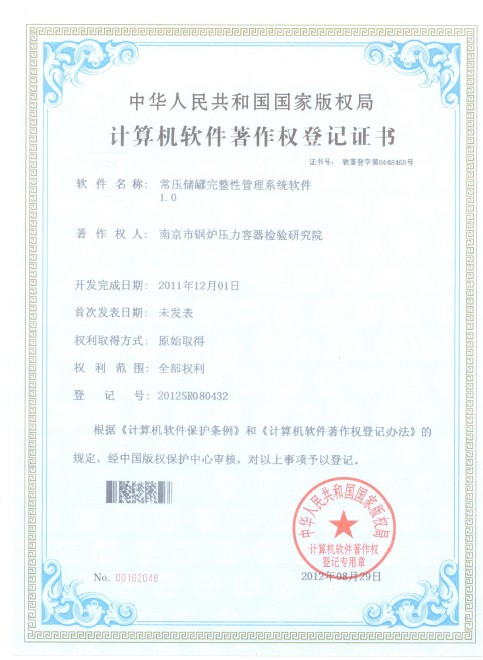 中华人民共和国国家版权局
计算机软件著作权登记证书
证书号: 软著登字第0448468号
软件名称: 常压储罐完整性管理系统软件
1.0
著作权人: 南京市锅炉压力容器检验研究院
开发完成日期: 2011年12月01日
首次发表日期: 未发表
权利取得方式: 原始取得
权利范围: 全部权利
登记号: 2012SR080432
根据《计算机软件保护条例》和《计算机软件著作权登记办法》的
规定，经中国版权保护中心审核，对以上事项予以登记。
中华人民共和国国家版权局
计算机软件著作权
登记专用章
No. 00162048
2012年08月29日